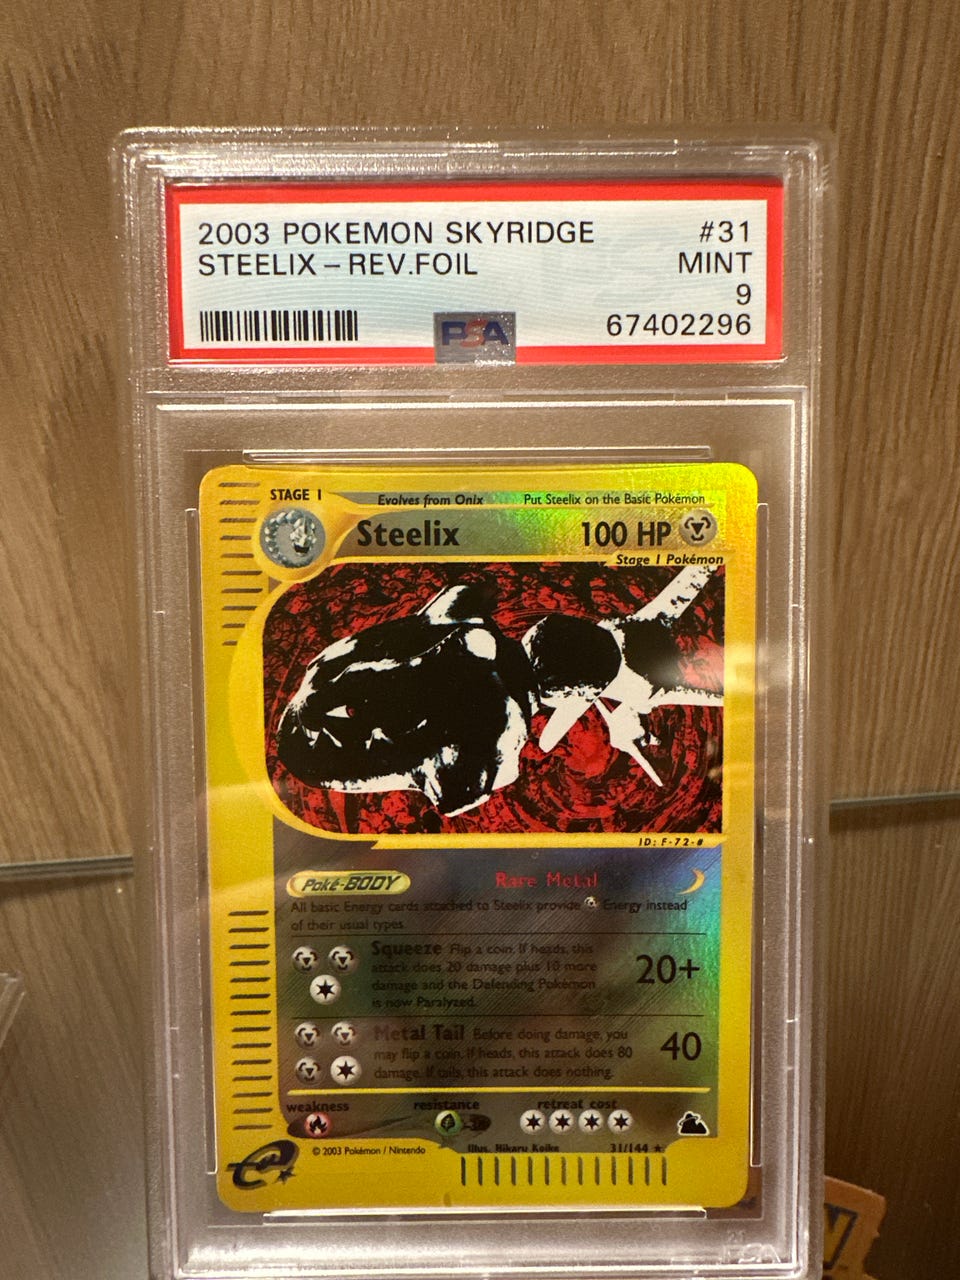 2003 POKEMON SKYRIDGE #31
STEELIX - REV.FOIL MINT
9
PSA 67402296
STAGE 1 Evolves from Onix Put Steelix on the Basic Pokémon
Steelix 100 HP
Stage 1 Pokémon
ID: F-72-#
Poké-BODY Rare Metal
All basic Energy cards attached to Steelix provide Energy instead
of their usual types.
Squeeze Flip a coin. If heads, this
attack does 20 damage plus 10 more
damage and the Defending Pokémon
is now Paralyzed.
20+
Metal Tail Before doing damage, you
may flip a coin. If heads, this attack does 80
damage. If tails, this attack does nothing.
40
weakness resistance retreat cost
-30
e
© 2003 Pokémon / Nintendo Illus. Hikaru Koike 31/144 ★